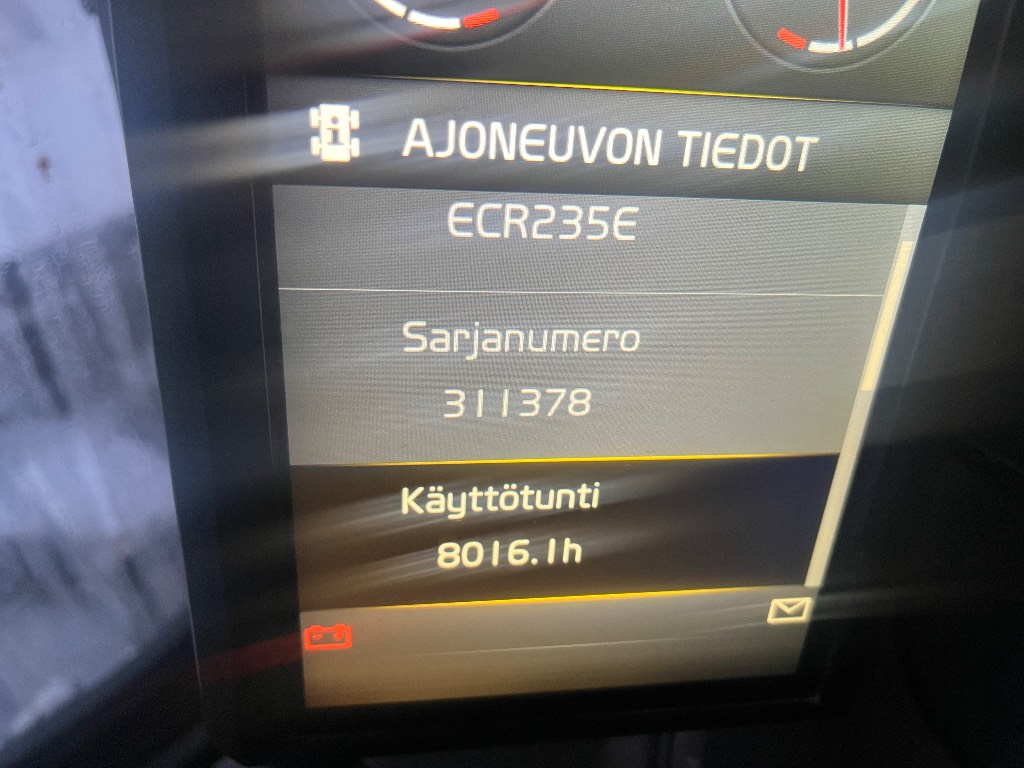 AJONEUVON TIEDOT
ECR235E
Sarjanumero
311378
Käyttötunti
8016.1h